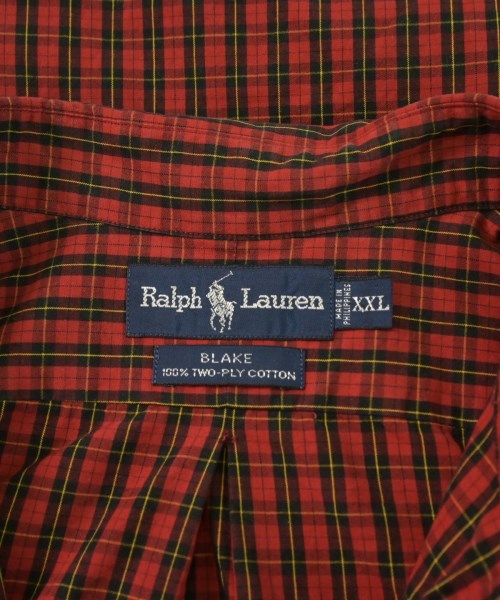 Ralph Lauren
MADE IN
PHILIPPINES
XXL
BLAKE
100% TWO-PLY COTTON